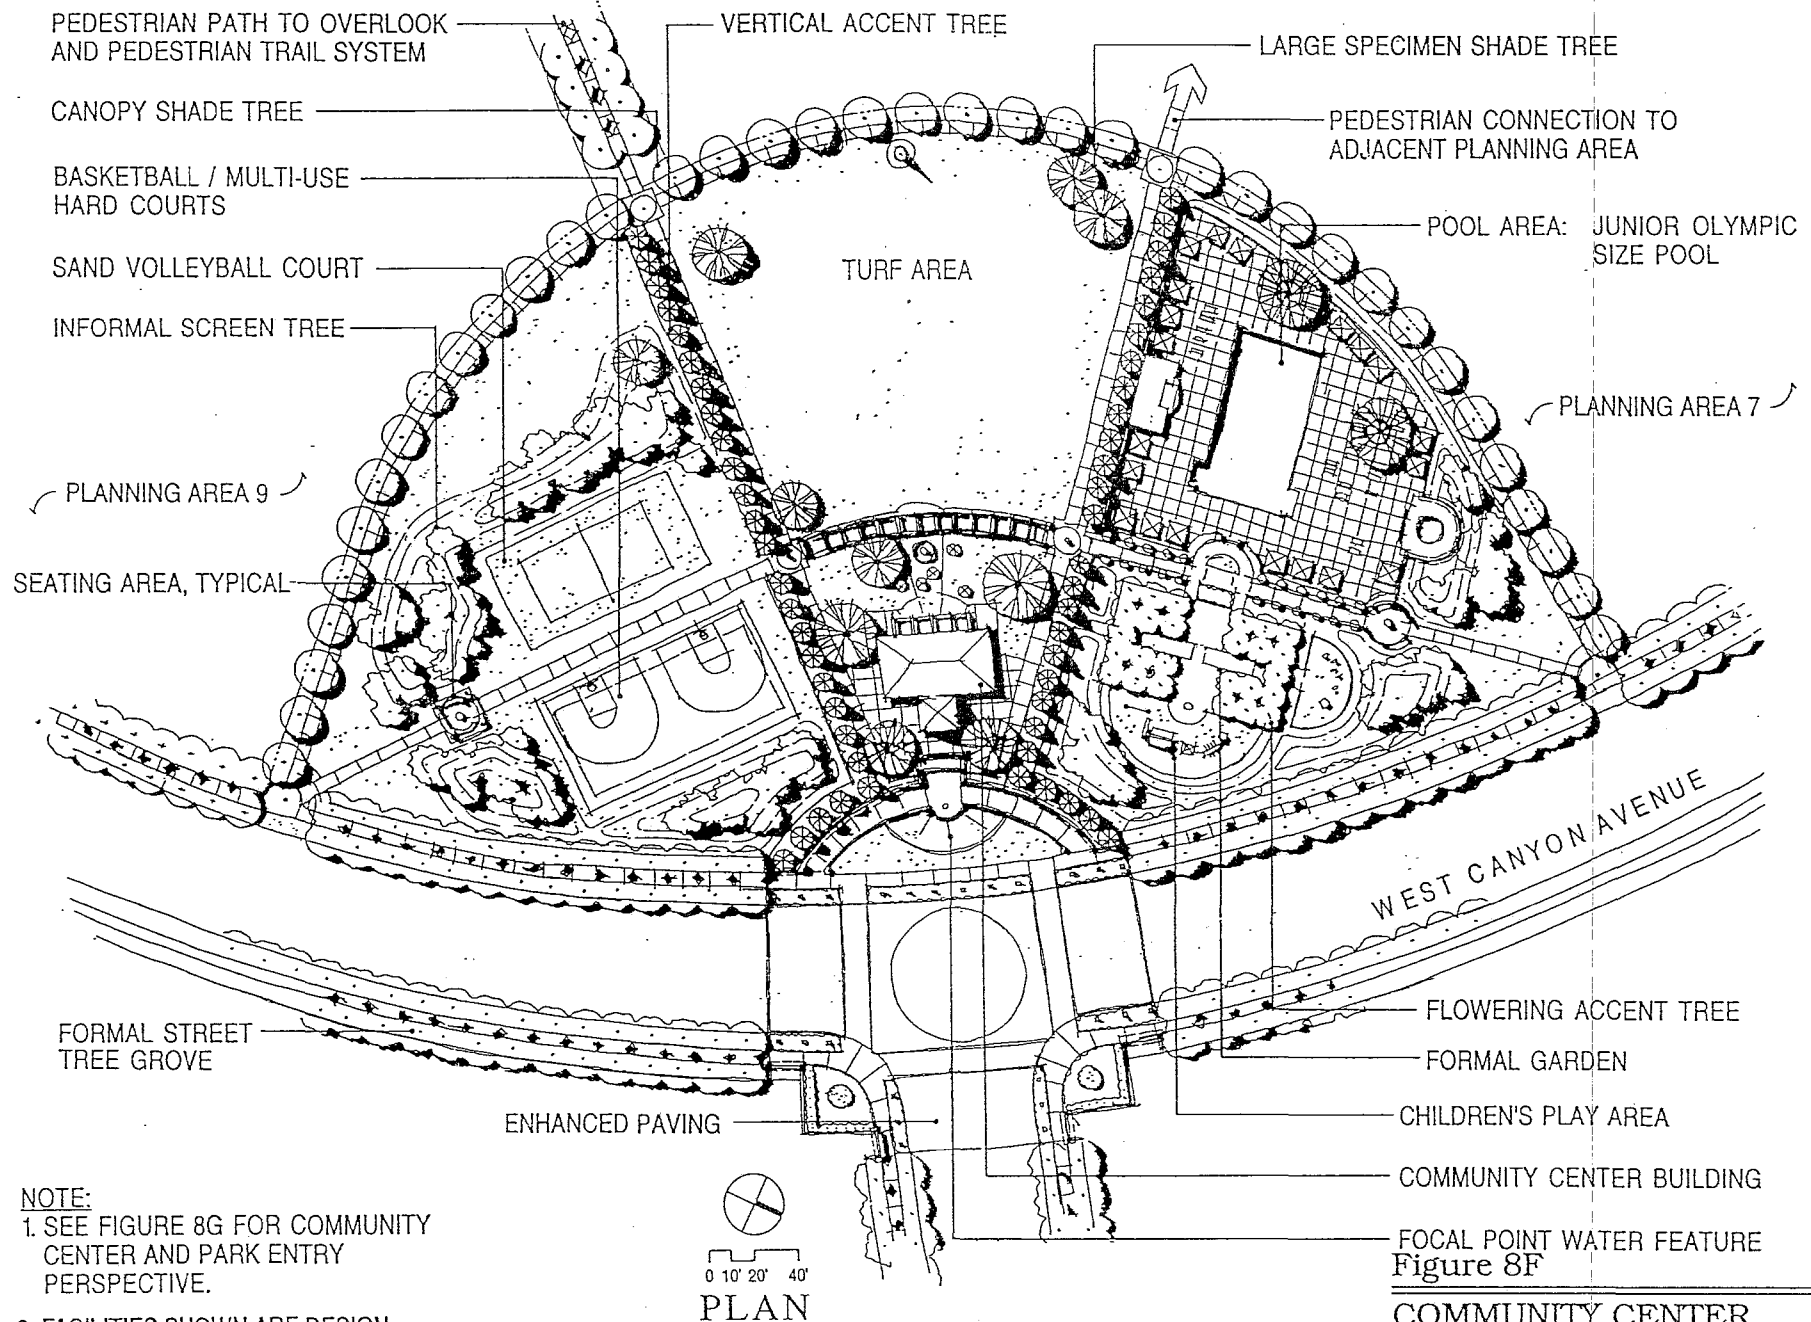 PEDESTRIAN PATH TO OVERLOOK
AND PEDESTRIAN TRAIL SYSTEM
VERTICAL ACCENT TREE
LARGE SPECIMEN SHADE TREE
CANOPY SHADE TREE
PEDESTRIAN CONNECTION TO
ADJACENT PLANNING AREA
BASKETBALL / MULTI-USE
HARD COURTS
POOL AREA: JUNIOR OLYMPIC
SIZE POOL
SAND VOLLEYBALL COURT
TURF AREA
INFORMAL SCREEN TREE
PLANNING AREA 7
PLANNING AREA 9
SEATING AREA, TYPICAL
WEST CANYON AVENUE
FORMAL STREET
TREE GROVE
FLOWERING ACCENT TREE
FORMAL GARDEN
ENHANCED PAVING
CHILDREN'S PLAY AREA
COMMUNITY CENTER BUILDING
FOCAL POINT WATER FEATURE
NOTE:
1. SEE FIGURE 8G FOR COMMUNITY
CENTER AND PARK ENTRY
PERSPECTIVE.
2. FACILITIES SHOWN ARE DESIGN
0 10' 20' 40'
PLAN
Figure 8F
COMMUNITY CENTER